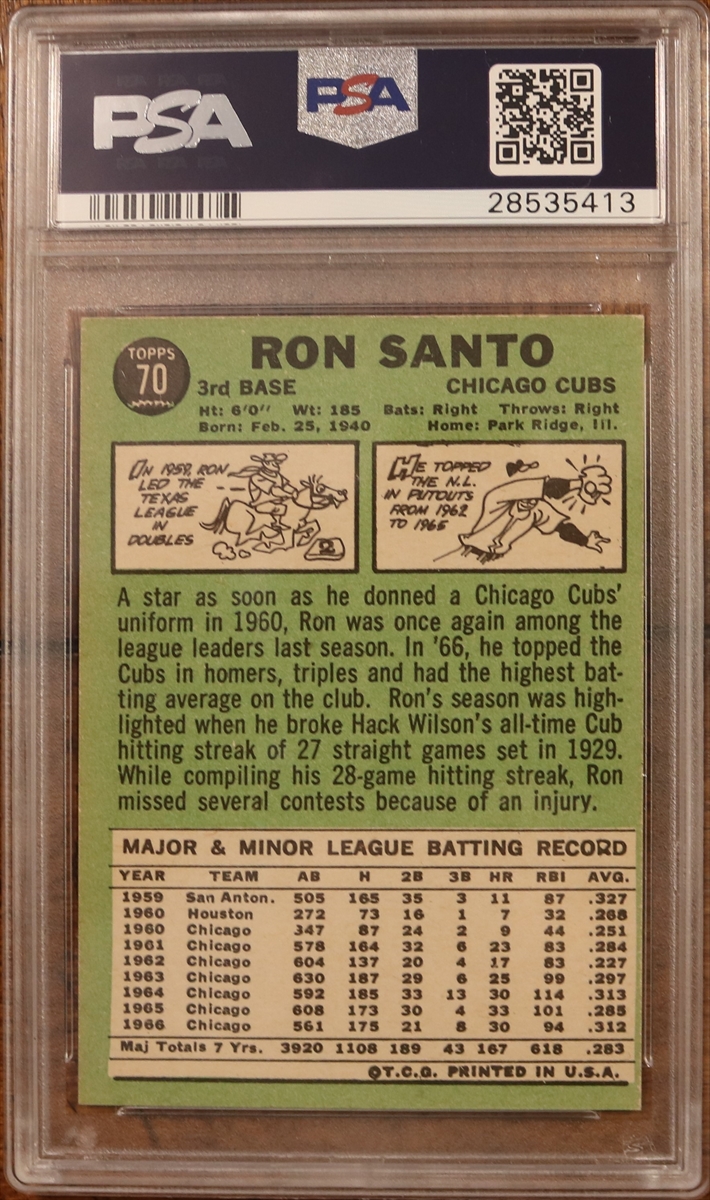 PSA
PSA
28535413
TOPPS
70
RON SANTO
3rd BASE CHICAGO CUBS
Ht: 6'0" Wt: 185 Bats: Right Throws: Right
Born: Feb. 25, 1940 Home: Park Ridge, Ill.
IN 1959, RON
LED THE
TEXAS
LEAGUE
IN
DOUBLES
2
HE TOPPED
THE N.L.
IN PUTOUTS
FROM 1962
TO 1965
A star as soon as he donned a Chicago Cubs'
uniform in 1960, Ron was once again among the
league leaders last season. In '66, he topped the
Cubs in homers, triples and had the highest bat-
ting average on the club. Ron's season was high-
lighted when he broke Hack Wilson's all-time Cub
hitting streak of 27 straight games set in 1929.
While compiling his 28-game hitting streak, Ron
missed several contests because of an injury.
MAJOR & MINOR LEAGUE BATTING RECORD
YEAR TEAM AB H 2B 3B HR RBI AVG.
1959 San Anton. 505 165 35 3 11 87 .327
1960 Houston 272 73 16 1 7 32 .268
1960 Chicago 347 87 24 2 9 44 .251
1961 Chicago 578 164 32 6 23 83 .284
1962 Chicago 604 137 20 4 17 83 .227
1963 Chicago 630 187 29 6 25 99 .297
1964 Chicago 592 185 33 13 30 114 .313
1965 Chicago 608 173 30 4 33 101 .285
1966 Chicago 561 175 21 8 30 94 .312
Maj Totals 7 Yrs. 3920 1108 189 43 167 618 .283
©T.C.G. PRINTED IN U.S.A.